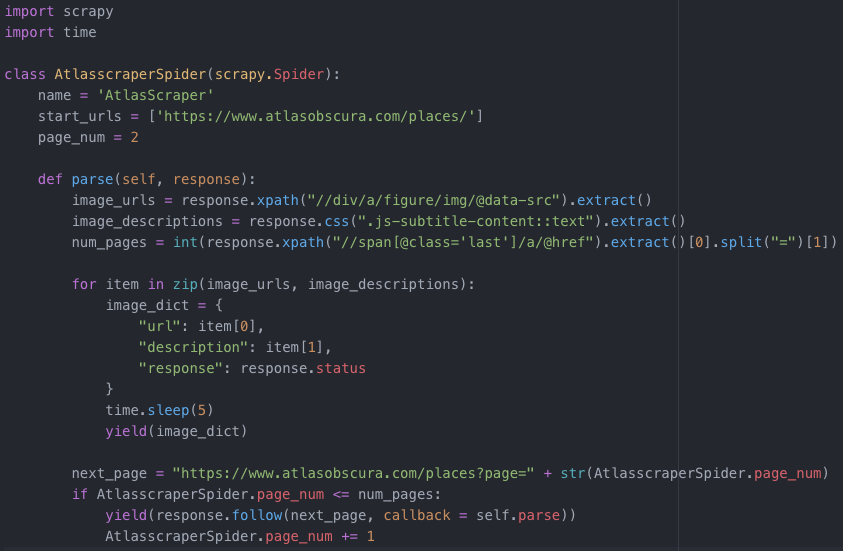 import scrapy
import time

class AtlasscraperSpider(scrapy.Spider):
    name = 'AtlasScraper'
    start_urls = ['https://www.atlasobscura.com/places/']
    page_num = 2

    def parse(self, response):
        image_urls = response.xpath("//div/a/figure/img/@data-src").extract()
        image_descriptions = response.css(".js-subtitle-content::text").extract()
        num_pages = int(response.xpath("//span[@class='last']/a/@href").extract()[0].split("=")[1])

        for item in zip(image_urls, image_descriptions):
            image_dict = {
                "url": item[0],
                "description": item[1],
                "response": response.status
            }
            time.sleep(5)
            yield(image_dict)

        next_page = "https://www.atlasobscura.com/places?page=" + str(AtlasscraperSpider.page_num)
        if AtlasscraperSpider.page_num <= num_pages:
            yield(response.follow(next_page, callback = self.parse))
            AtlasscraperSpider.page_num += 1